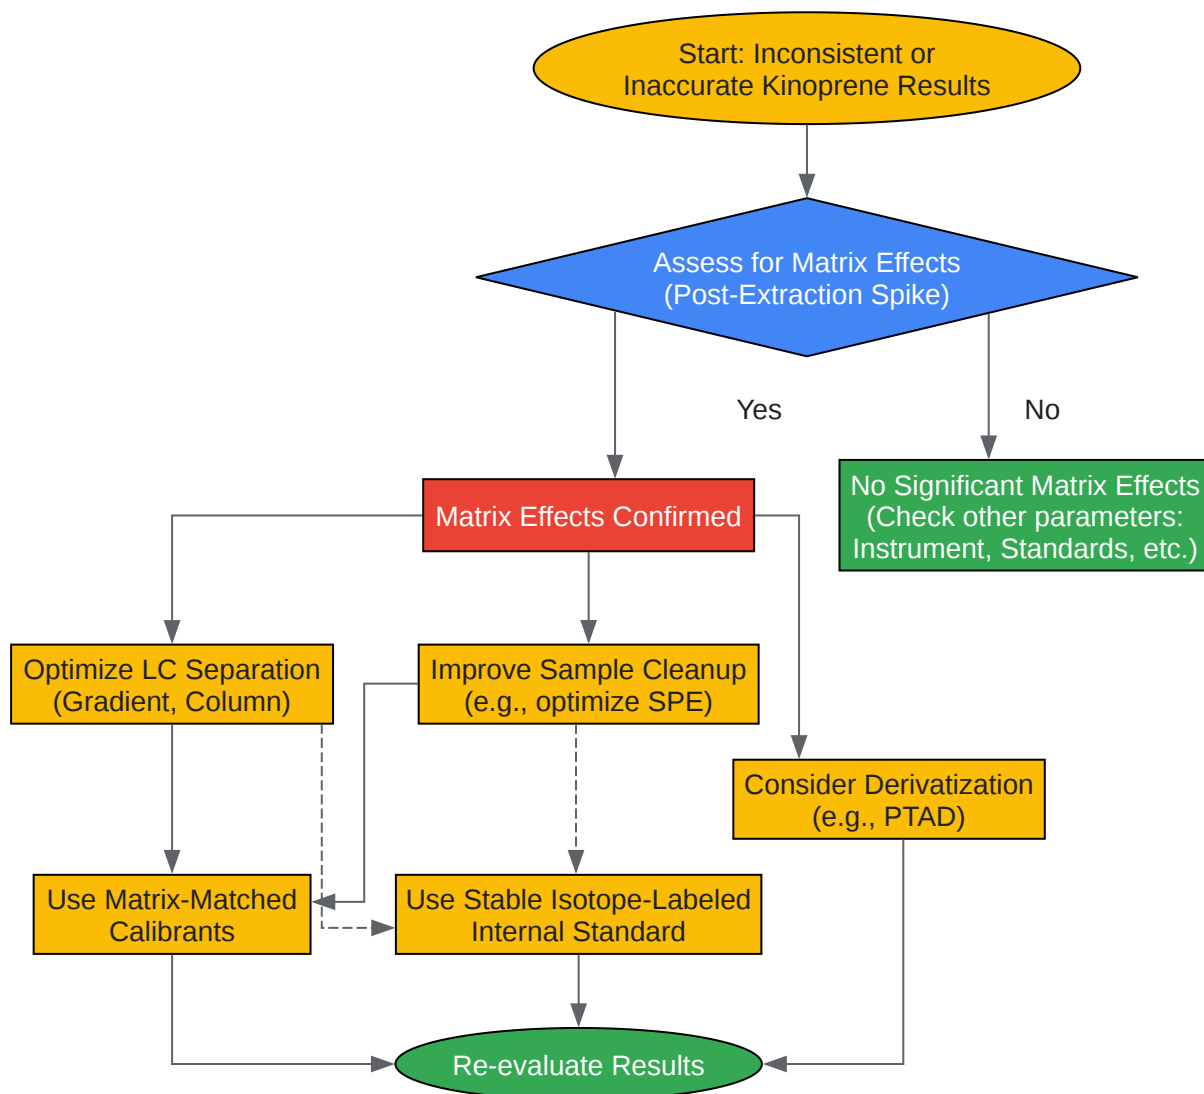 Start: Inconsistent or
Inaccurate Kinoprene Results
Assess for Matrix Effects
(Post-Extraction Spike)
Yes
No
Matrix Effects Confirmed
No Significant Matrix Effects
(Check other parameters:
Instrument, Standards, etc.)
Optimize LC Separation
(Gradient, Column)
Improve Sample Cleanup
(e.g., optimize SPE)
Consider Derivatization
(e.g., PTAD)
Use Matrix-Matched
Calibrants
Use Stable Isotope-Labeled
Internal Standard
Re-evaluate Results